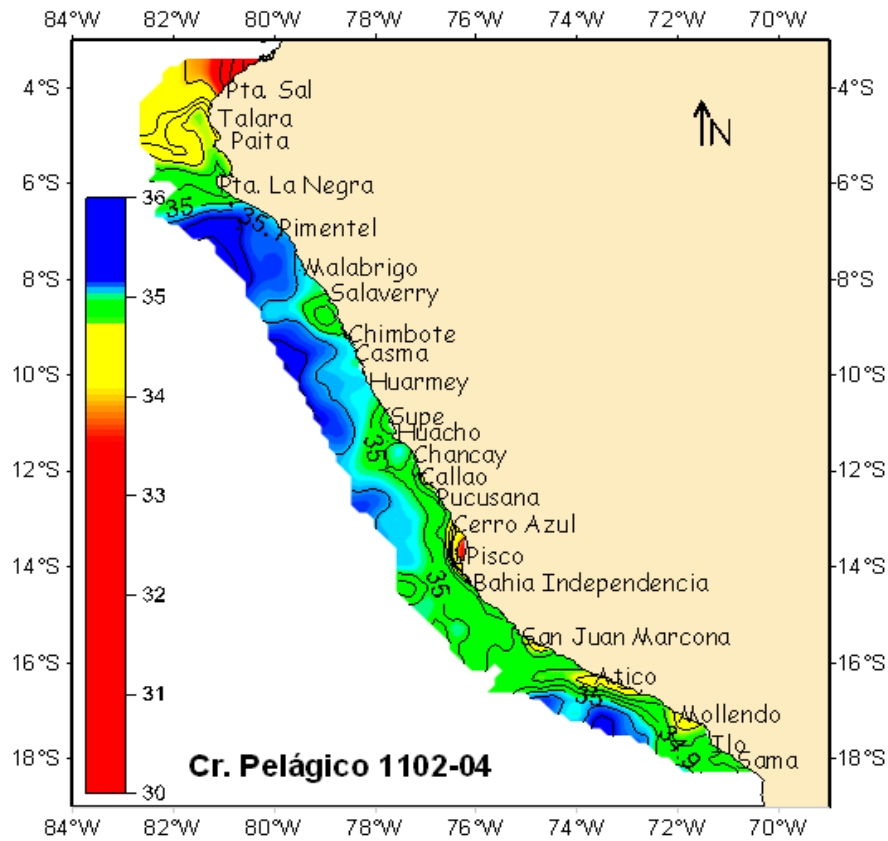 84°W 82°W 80°W 78°W 76°W 74°W 72°W 70°W
4°S 4°S
Pta. Sal
N
Talara
Paita
6°S 6°S
Pta. La Negra
36
35
35.1
Pimentel
8°S 8°S
Malabrigo
35
Salaverry
Chimbote
Casma
10°S 10°S
Huarmey
34
Supe
Huacho
35
Chancay
12°S 12°S
Callao
33
Pucusana
Cerro Azul
14°S 14°S
Pisco
32
35
Bahia Independencia
San Juan Marcona
16°S 16°S
31
Atico
35
Mollendo
34.9
Ilo
18°S 18°S
Sama
Cr. Pelágico 1102-04
30
84°W 82°W 80°W 78°W 76°W 74°W 72°W 70°W